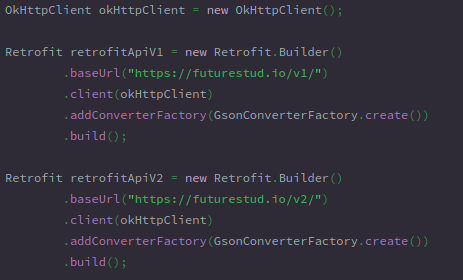 OkHttpClient okHttpClient = new OkHttpClient();
Retrofit retrofitApiV1 = new Retrofit.Builder()
.baseUrl("https://futurestud.io/v1/")
.client(okHttpClient)
.addConverterFactory(GsonConverterFactory.create())
.build();
Retrofit retrofitApiV2 = new Retrofit.Builder()
.baseUrl("https://futurestud.io/v2/")
.client(okHttpClient)
.addConverterFactory(GsonConverterFactory.create())
.build();